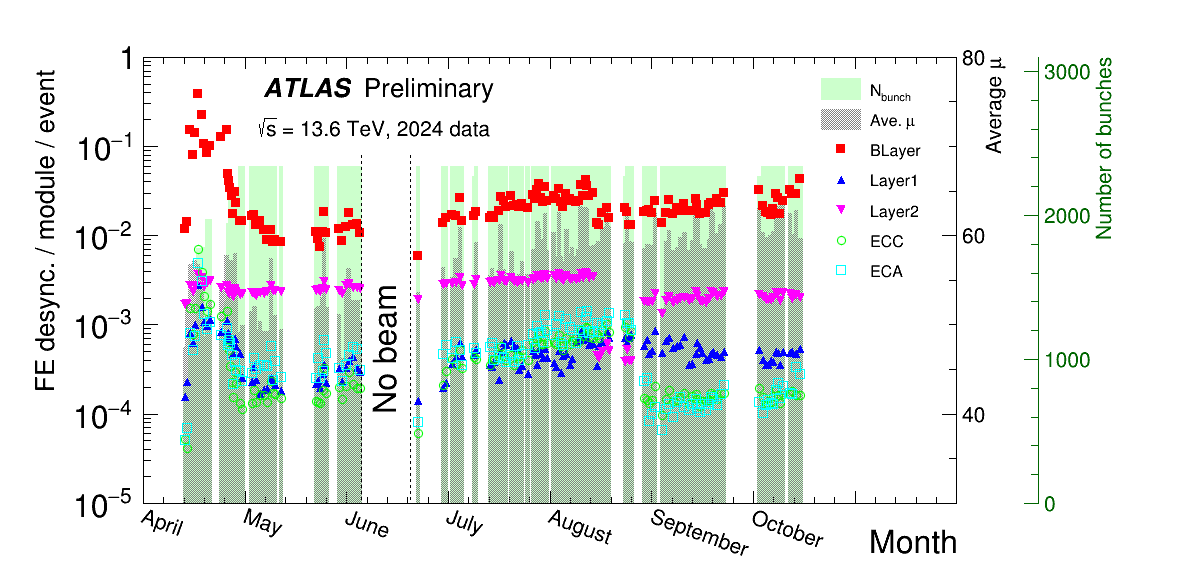 ATLAS Preliminary
√s = 13.6 TeV, 2024 data
FE desync. / module / event
1
10⁻¹
10⁻²
10⁻³
10⁻⁴
10⁻⁵
No beam
N_bunch
Ave. μ
BLayer
Layer1
Layer2
ECC
ECA
80
60
40
Average μ
3000
2000
1000
0
Number of bunches
April
May
June
July
August
September
October
Month